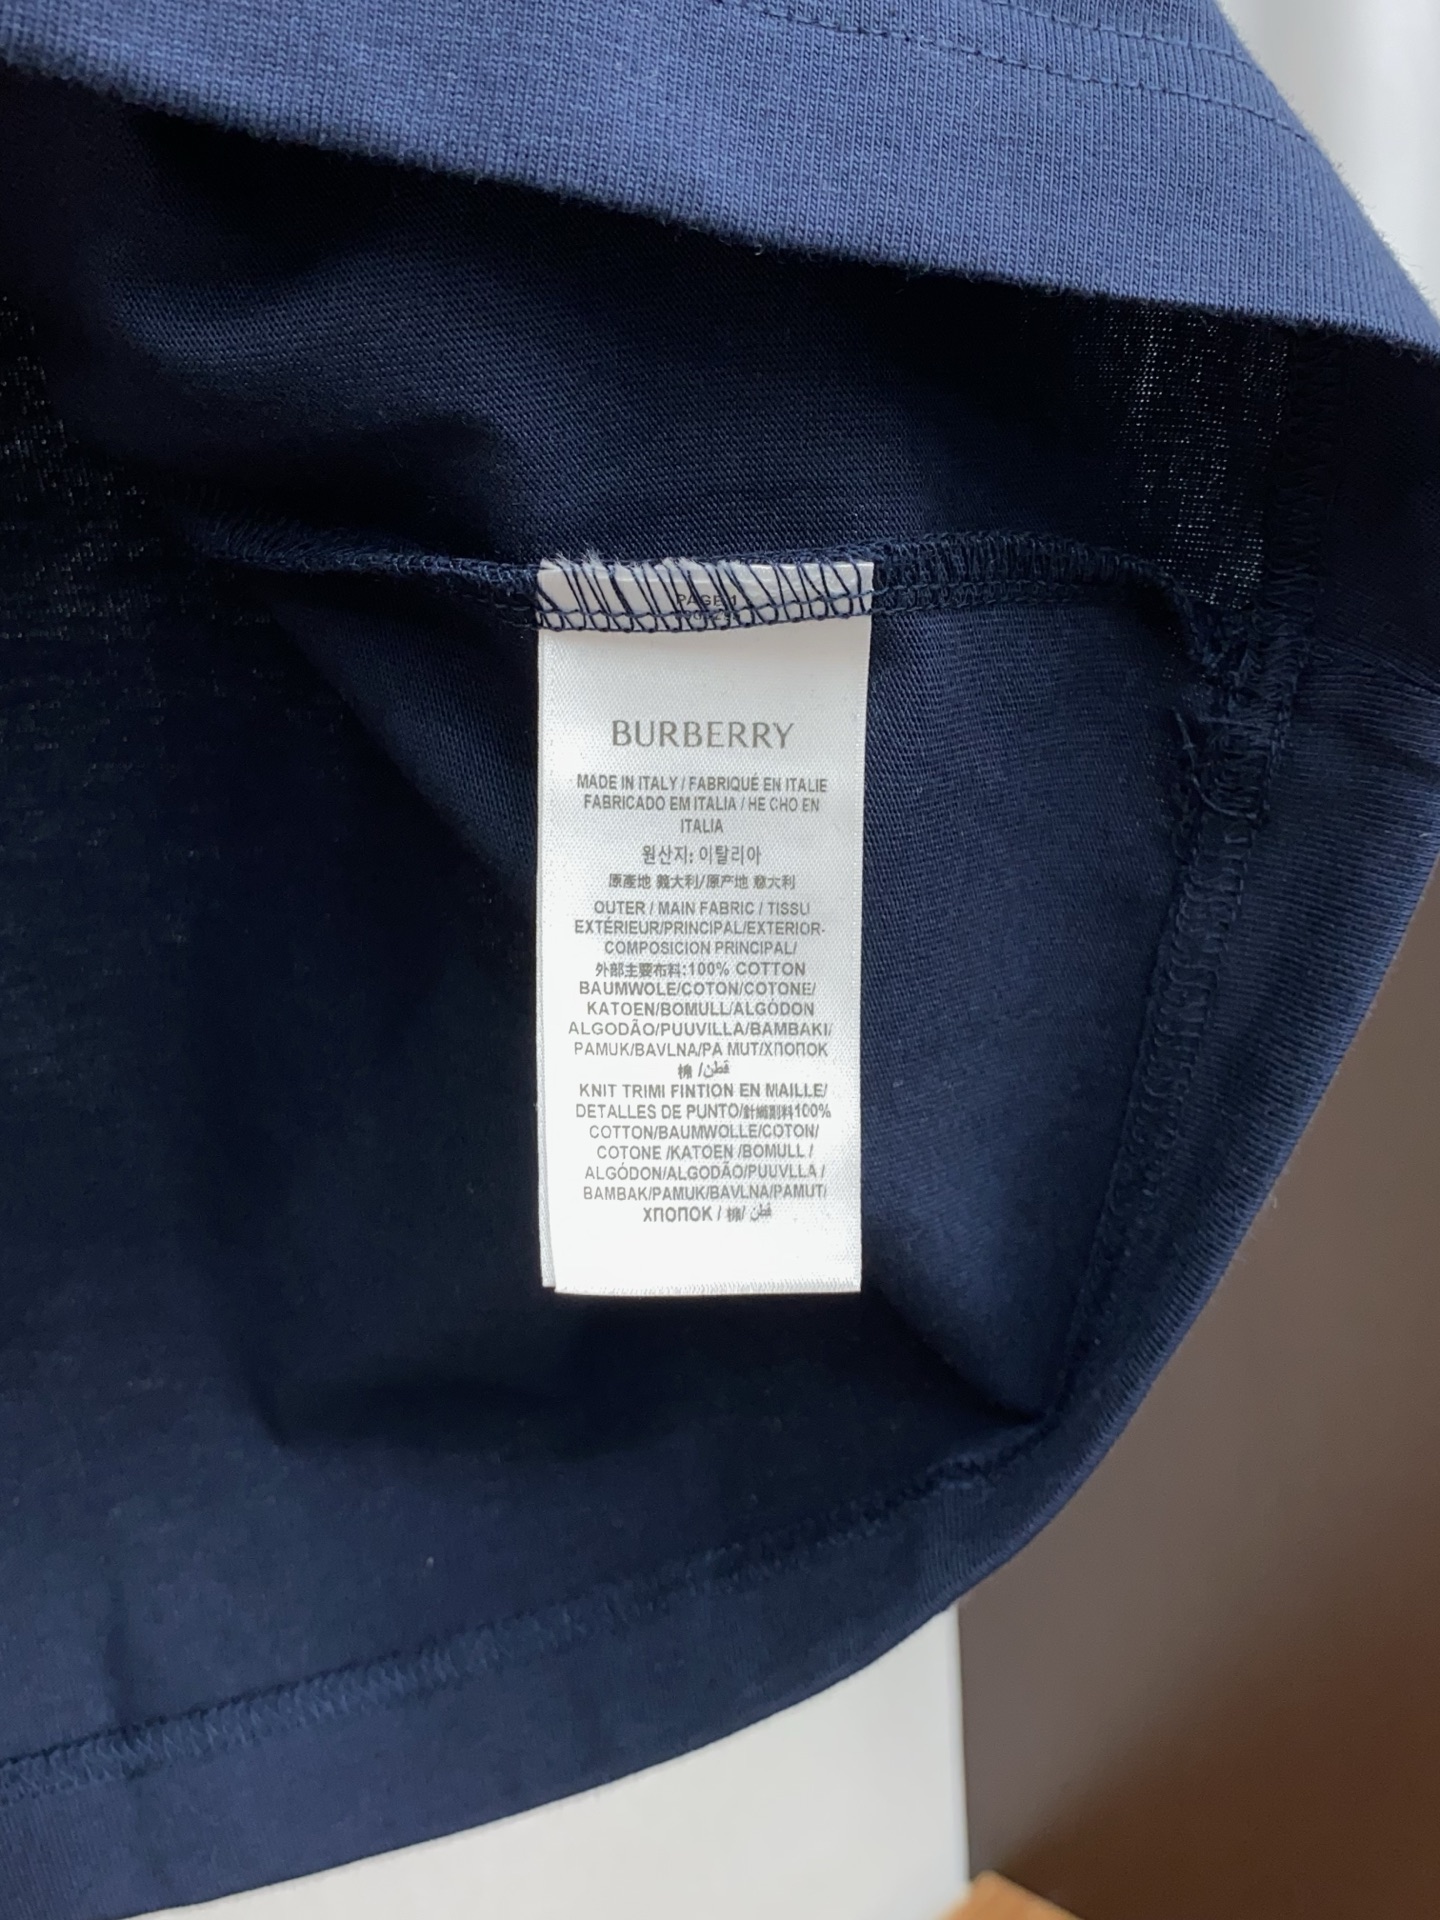 PAGE 1
BURBERRY
MADE IN ITALY / FABRIQUÉ EN ITALIE
FABRICADO EM ITALIA / HE CHO EN
ITALIA
원산지: 이탈리아
原產地 義大利/原产地 意大利
OUTER / MAIN FABRIC / TISSU
EXTÉRIEUR/PRINCIPAL/EXTERIOR-
COMPOSICION PRINCIPAL/
外部主要布料:100% COTTON
BAUMWOLE/COTON/COTONE/
KATOEN/BOMULL/ALGÓDON
ALGODÃO/PUUVILLA/BAMBAKI/
PAMUK/BAVLNA/PA MUT/ХПОПОК
棉 /قطن
KNIT TRIMI FINTION EN MAILLE/
DETALLES DE PUNTO/針織副料100%
COTTON/BAUMWOLLE/COTON/
COTONE /KATOEN /BOMULL /
ALGÓDON/ALGODÃO/PUUVLLA /
BAMBAK/PAMUK/BAVLNA/PAMUT/
ХПОПОК / 棉/ قطن